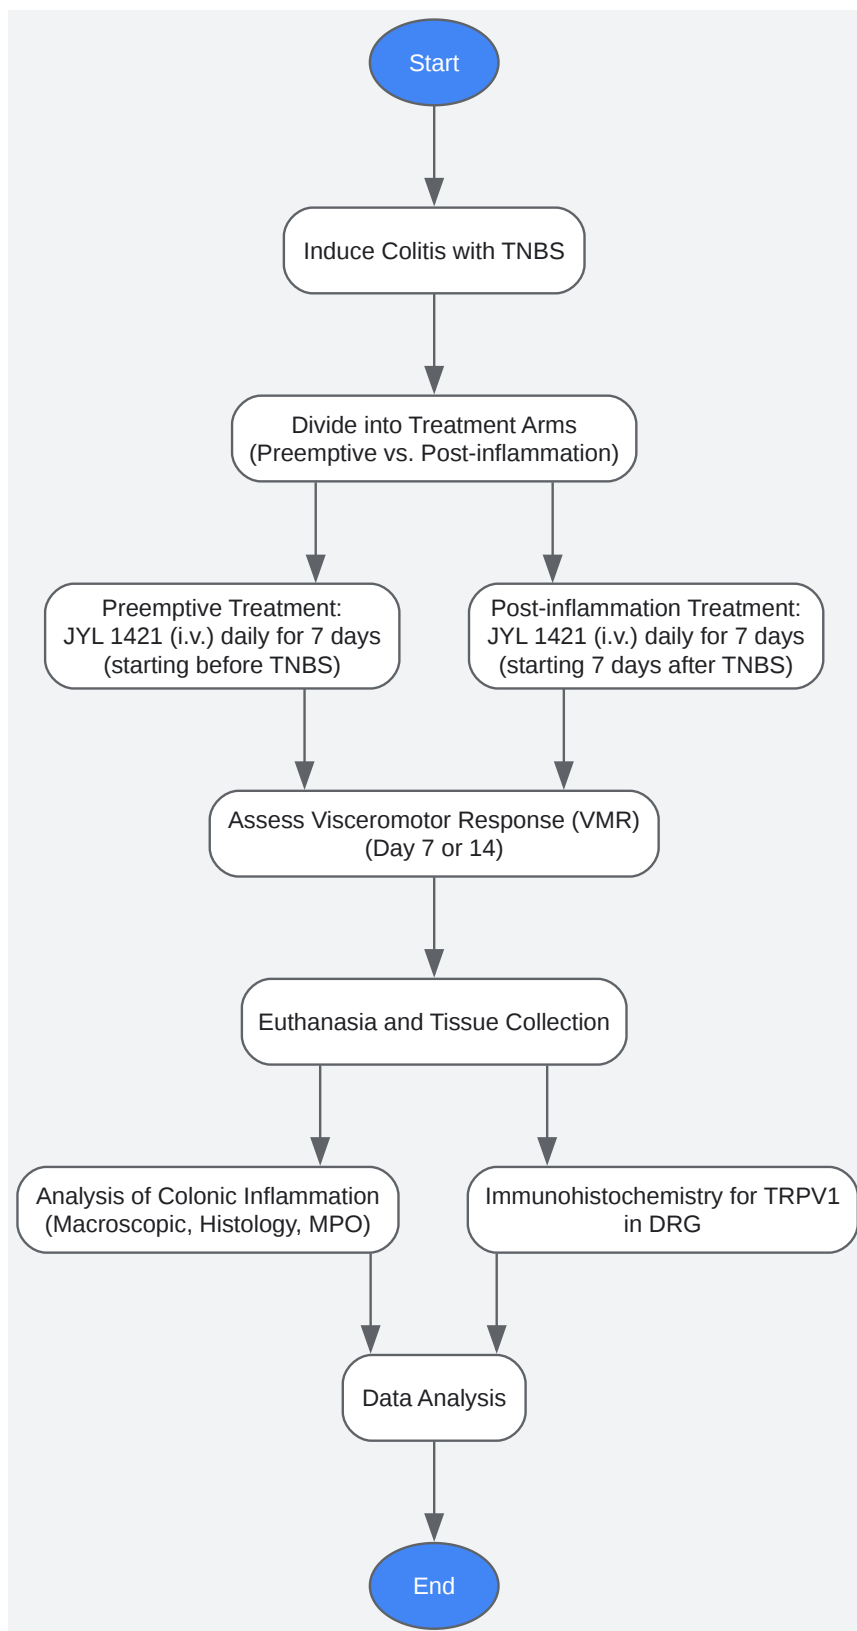 Start
Induce Colitis with TNBS
Divide into Treatment Arms
(Preemptive vs. Post-inflammation)
Preemptive Treatment:
JYL 1421 (i.v.) daily for 7 days
(starting before TNBS)
Post-inflammation Treatment:
JYL 1421 (i.v.) daily for 7 days
(starting 7 days after TNBS)
Assess Visceromotor Response (VMR)
(Day 7 or 14)
Euthanasia and Tissue Collection
Analysis of Colonic Inflammation
(Macroscopic, Histology, MPO)
Immunohistochemistry for TRPV1
in DRG
Data Analysis
End